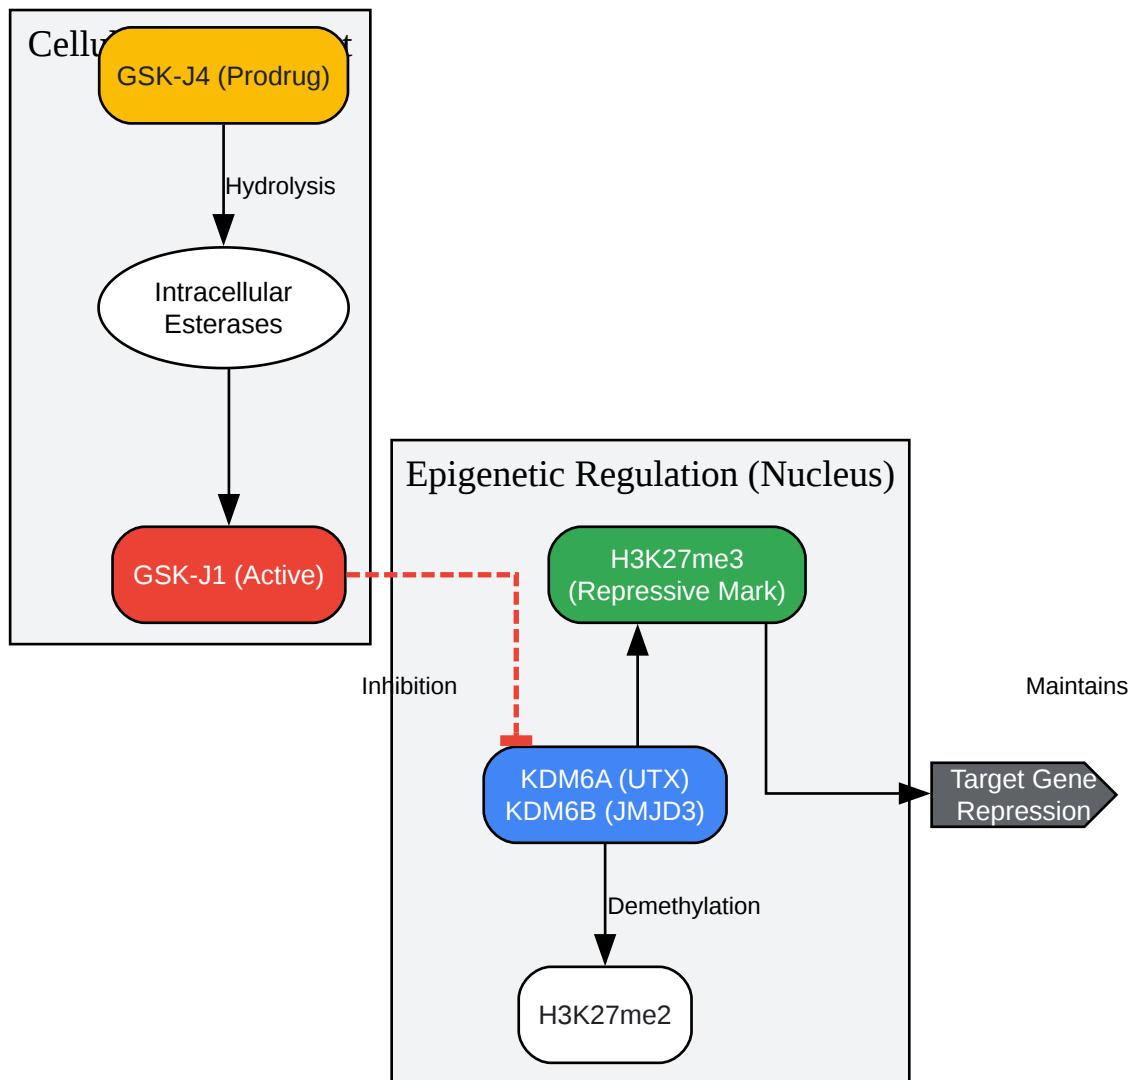 GSK-J4 (Prodrug)
Hydrolysis
Intracellular
Esterases
GSK-J1 (Active)
Epigenetic Regulation (Nucleus)
H3K27me3
(Repressive Mark)
Inhibition
Maintains
KDM6A (UTX)
KDM6B (JMJD3)
Target Gene
Repression
Demethylation
H3K27me2